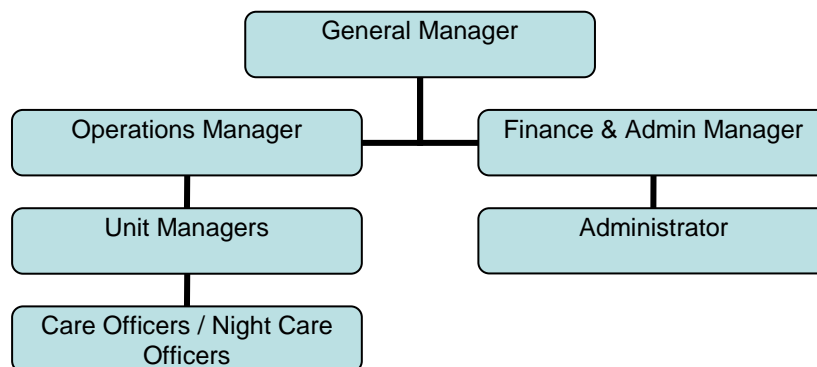 General Manager
Operations Manager
Finance & Admin Manager
Unit Managers
Administrator
Care Officers / Night Care
Officers